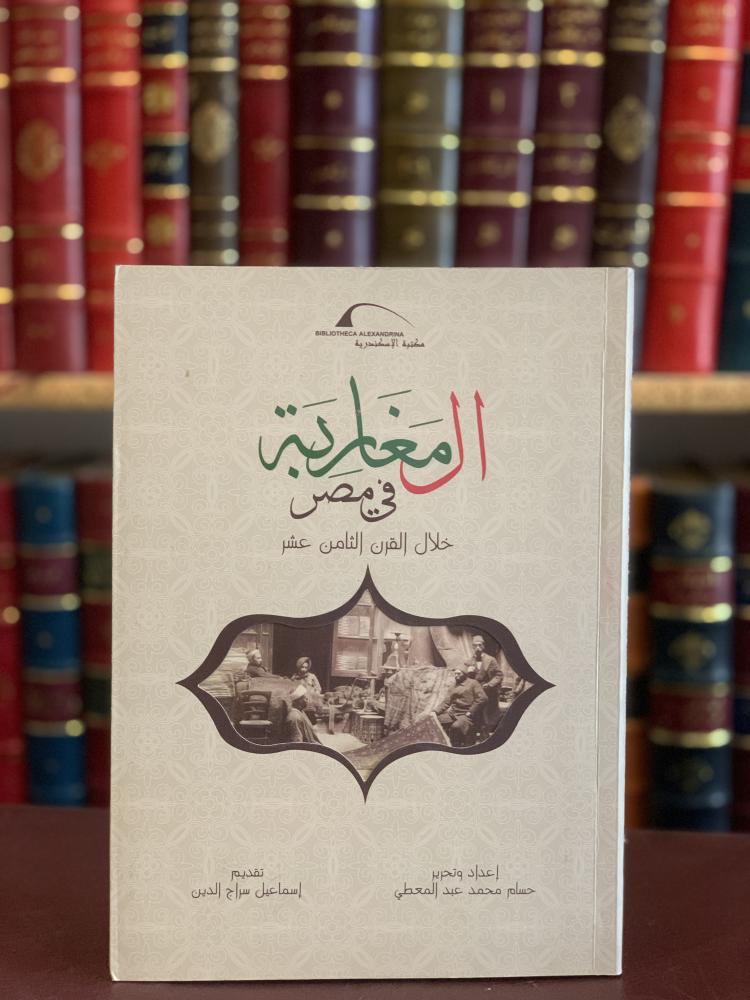 BIBLIOTHECA ALEXANDRINA
مكتبة الإسكندرية
المغاربة
في مصر
خلال القرن الثامن عشر
إعداد وتحرير
حسام محمد عبد المعطي
تقديم
إسماعيل سراج الدين